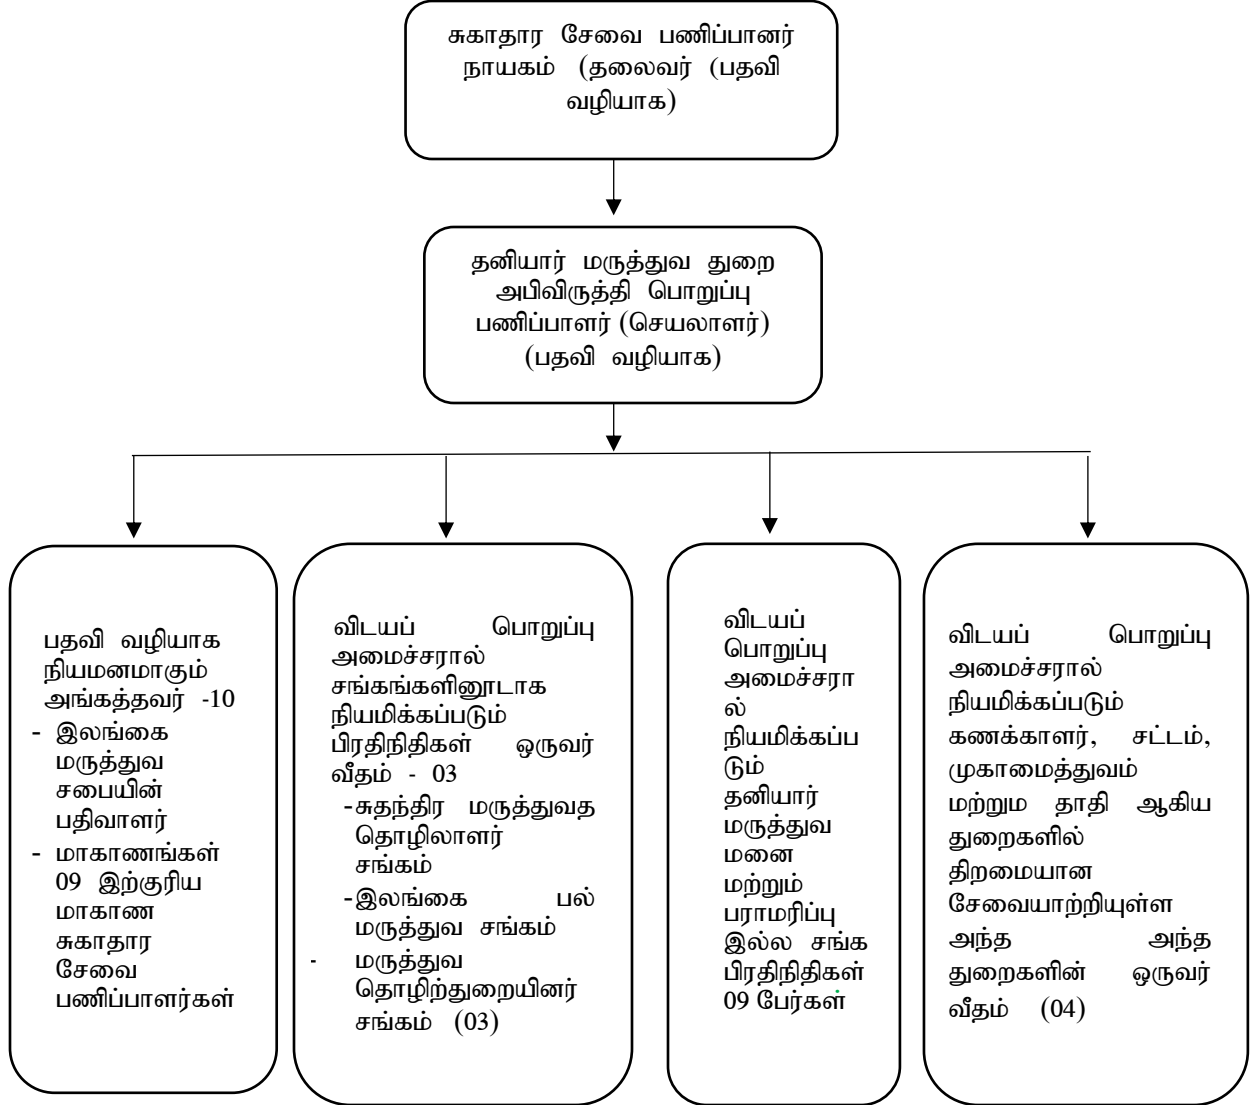 சுகாதார சேவை பணிப்பானர்
நாயகம் (தலைவர் (பதவி
வழியாக)
தனியார் மருத்துவ துறை
அபிவிருத்தி பொறுப்பு
பணிப்பாளர் (செயலாளர்)
(பதவி வழியாக)
பதவி வழியாக
நியமனமாகும்
அங்கத்தவர் -10
- இலங்கை
மருத்துவ
சபையின்
பதிவாளர்
- மாகாணங்கள்
09 இற்குரிய
மாகாண
சுகாதார
சேவை
பணிப்பாளர்கள்
விடயப் பொறுப்பு
அமைச்சரால்
சங்கங்களினூடாக
நியமிக்கப்படும்
பிரதிநிதிகள் ஒருவர்
வீதம் - 03
-சுதந்திர மருத்துவத
தொழிலாளர்
சங்கம்
-இலங்கை பல்
மருத்துவ சங்கம்
- மருத்துவ
தொழிற்துறையினர்
சங்கம் (03)
விடயப்
பொறுப்பு
அமைச்சரா
ல்
நியமிக்கப்ப
டும்
தனியார்
மருத்துவ
மனை
மற்றும்
பராமரிப்பு
இல்ல சங்க
பிரதிநிதிகள்
09 பேர்கள்
விடயப் பொறுப்பு
அமைச்சரால்
நியமிக்கப்படும்
கணக்காளர், சட்டம்,
முகாமைத்துவம்
மற்றும தாதி ஆகிய
துறைகளில்
திறமையான
சேவையாற்றியுள்ள
அந்த அந்த
துறைகளின் ஒருவர்
வீதம் (04)